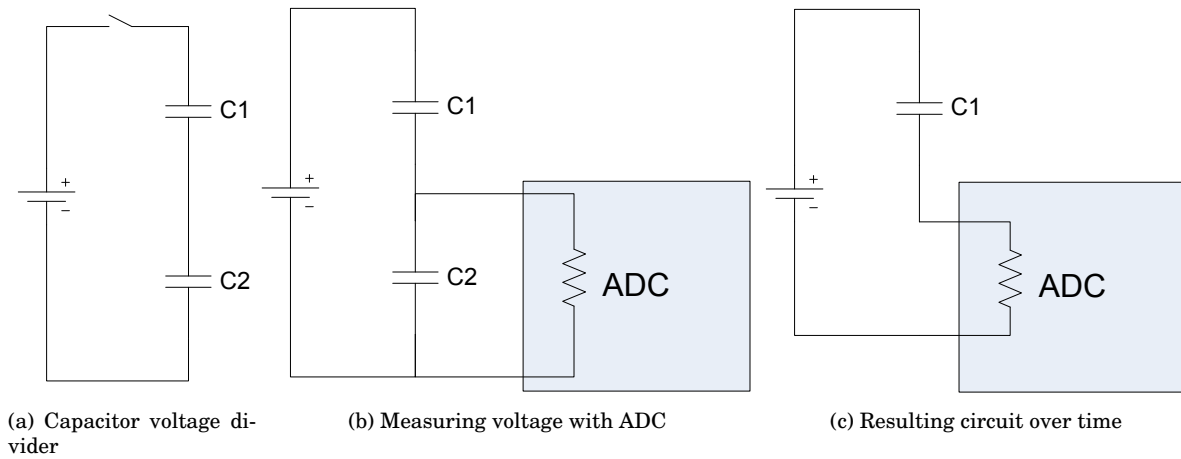 +
−
C1
C2
+
−
C1
C2
ADC
+
−
C1
ADC
(a) Capacitor voltage di-
vider
(b) Measuring voltage with ADC
(c) Resulting circuit over time